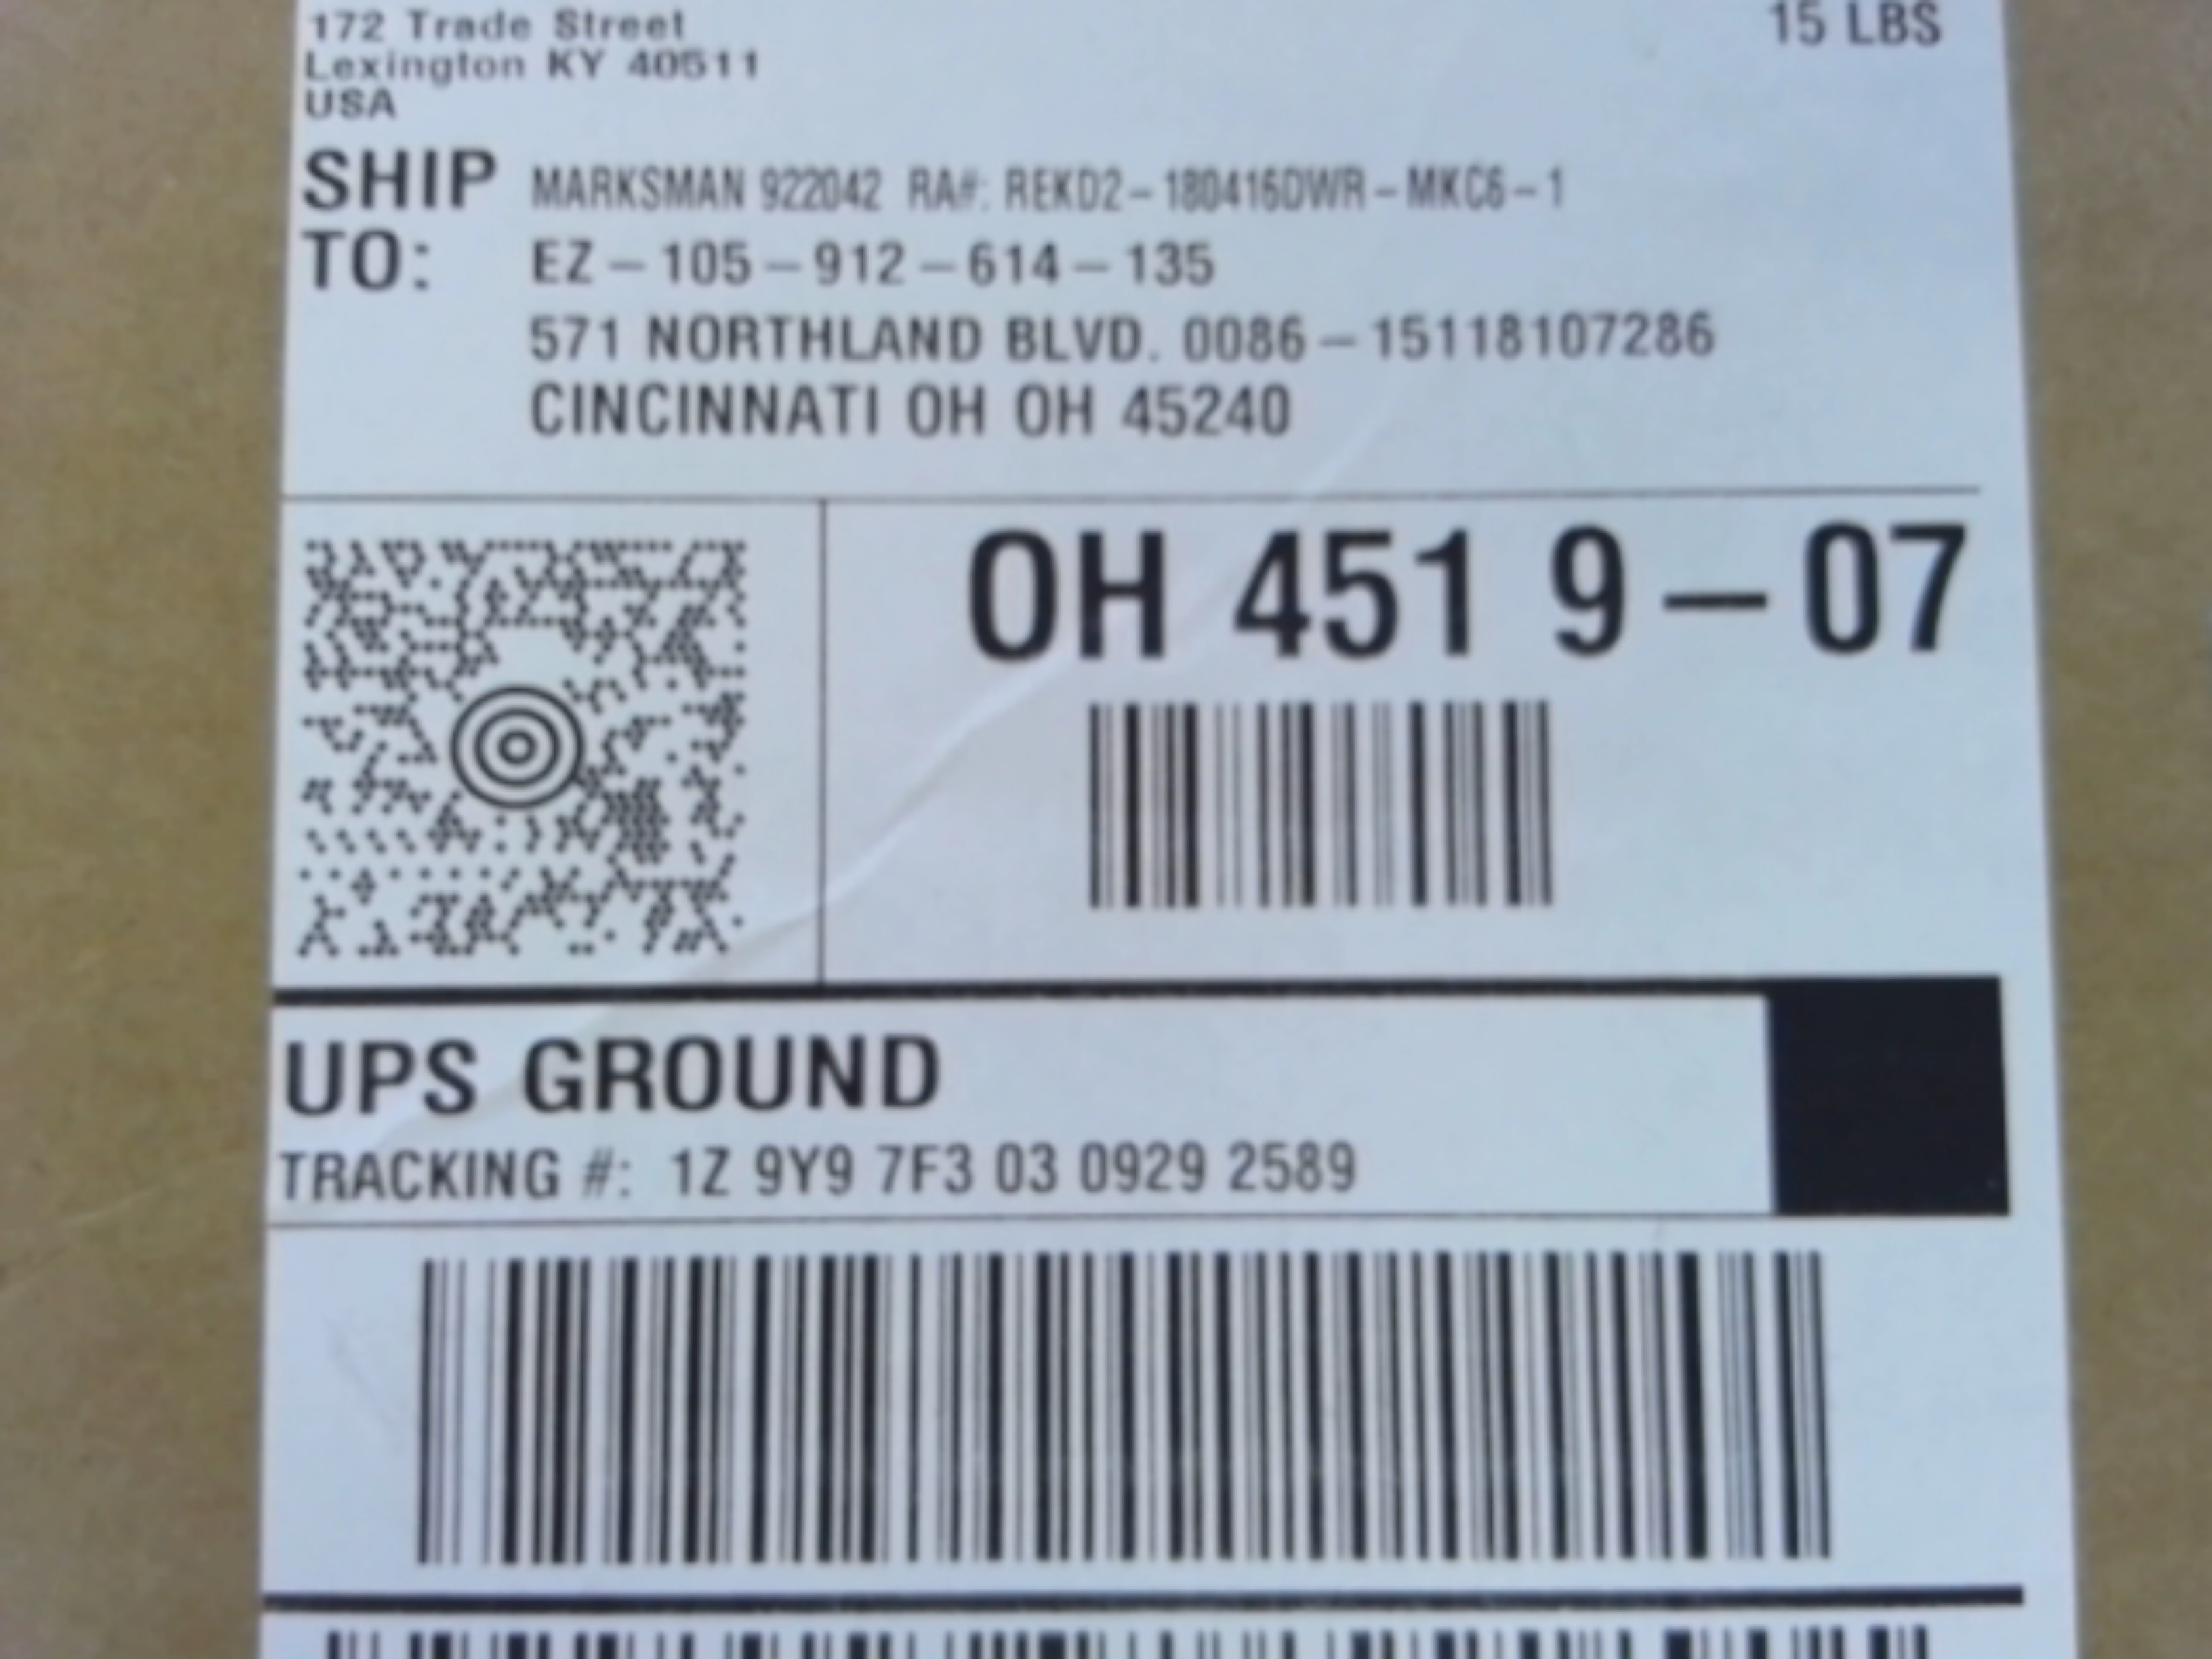 172 Trade Street
15 LBS
Lexington KY 40511
USA
SHIP TO:
MARKSMAN 922042 RA#: REKD2-180416DWR-MKC6-1
EZ-105-912-614-135
571 NORTHLAND BLVD. 0086-15118107286
CINCINNATI OH OH 45240
OH 451 9-07
UPS GROUND
TRACKING #: 1Z 9Y9 7F3 03 0929 2589